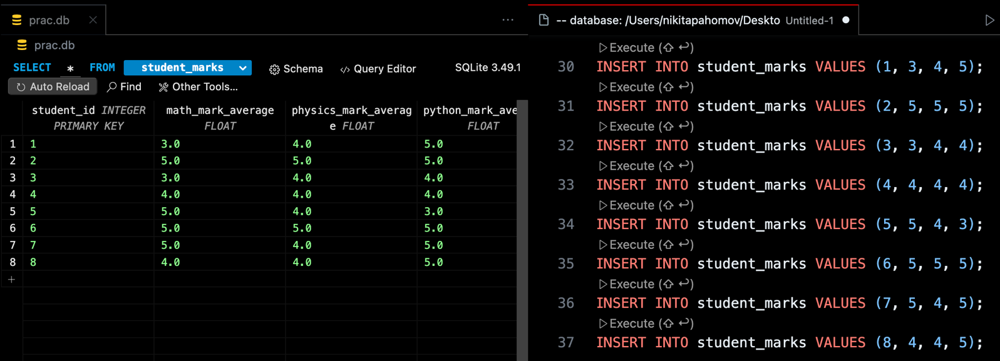 prac.db
prac.db
SELECT * FROM student_marks Schema Query Editor SQLite 3.49.1
Auto Reload Find Other Tools...
student_id INTEGER PRIMARY KEY math_mark_average FLOAT physics_mark_average FLOAT python_mark_ave FLOAT
1 1 3.0 4.0 5.0
2 2 5.0 5.0 5.0
3 3 3.0 4.0 4.0
4 4 4.0 4.0 4.0
5 5 5.0 4.0 3.0
6 6 5.0 5.0 5.0
7 7 5.0 4.0 5.0
8 8 4.0 4.0 5.0
+
-- database: /Users/nikitapahomov/Deskto Untitled-1
Execute (⇧ ↩)
30 INSERT INTO student_marks VALUES (1, 3, 4, 5);
Execute (⇧ ↩)
31 INSERT INTO student_marks VALUES (2, 5, 5, 5);
Execute (⇧ ↩)
32 INSERT INTO student_marks VALUES (3, 3, 4, 4);
Execute (⇧ ↩)
33 INSERT INTO student_marks VALUES (4, 4, 4, 4);
Execute (⇧ ↩)
34 INSERT INTO student_marks VALUES (5, 5, 4, 3);
Execute (⇧ ↩)
35 INSERT INTO student_marks VALUES (6, 5, 5, 5);
Execute (⇧ ↩)
36 INSERT INTO student_marks VALUES (7, 5, 4, 5);
Execute (⇧ ↩)
37 INSERT INTO student_marks VALUES (8, 4, 4, 5);